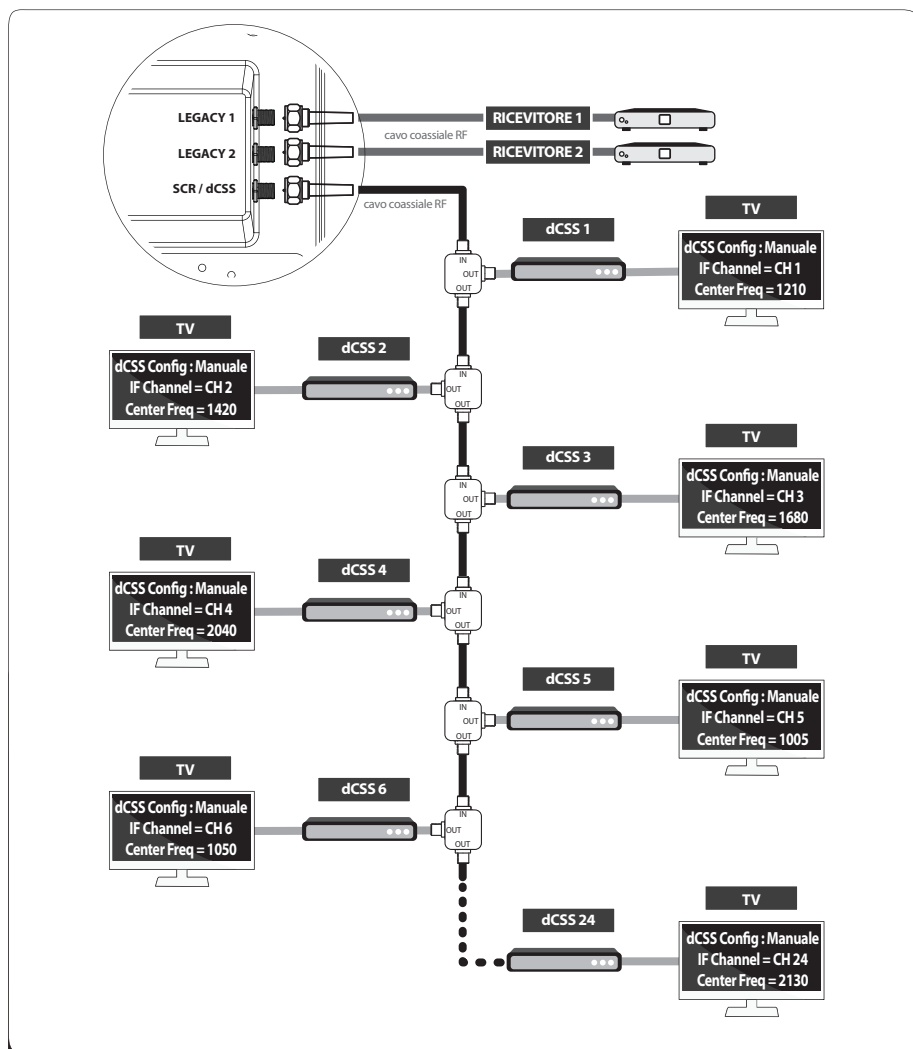 LEGACY 1
RICEVITORE 1
cavo coassiale RF
LEGACY 2
RICEVITORE 2
SCR / dCSS
cavo coassiale RF
TV
dCSS 1
IN
OUT
OUT
dCSS Config : Manuale
IF Channel = CH 1
Center Freq = 1210
TV
dCSS 2
IN
OUT
OUT
dCSS Config : Manuale
IF Channel = CH 2
Center Freq = 1420
TV
dCSS 3
IN
OUT
OUT
dCSS Config : Manuale
IF Channel = CH 3
Center Freq = 1680
TV
dCSS 4
IN
OUT
OUT
dCSS Config : Manuale
IF Channel = CH 4
Center Freq = 2040
TV
dCSS 5
IN
OUT
OUT
dCSS Config : Manuale
IF Channel = CH 5
Center Freq = 1005
TV
dCSS 6
IN
OUT
OUT
dCSS Config : Manuale
IF Channel = CH 6
Center Freq = 1050
TV
dCSS 24
dCSS Config : Manuale
IF Channel = CH 24
Center Freq = 2130